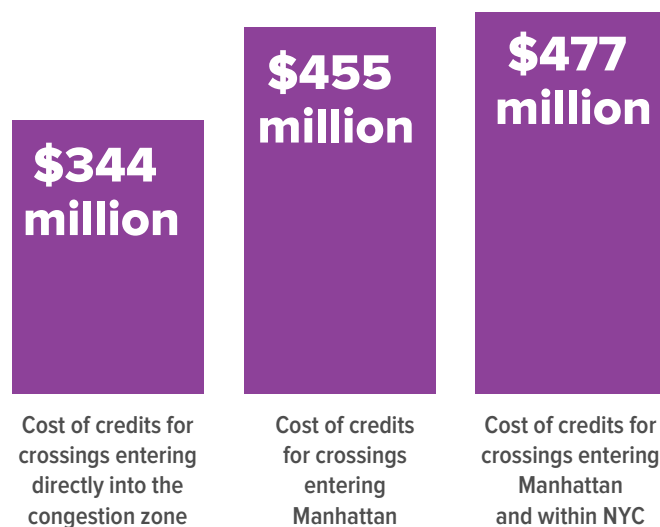 $344
million
$455
million
$477
million
Cost of credits for
crossings entering
directly into the
congestion zone
Cost of credits
for crossings
entering
Manhattan
Cost of credits for
crossings entering
Manhattan
and within NYC